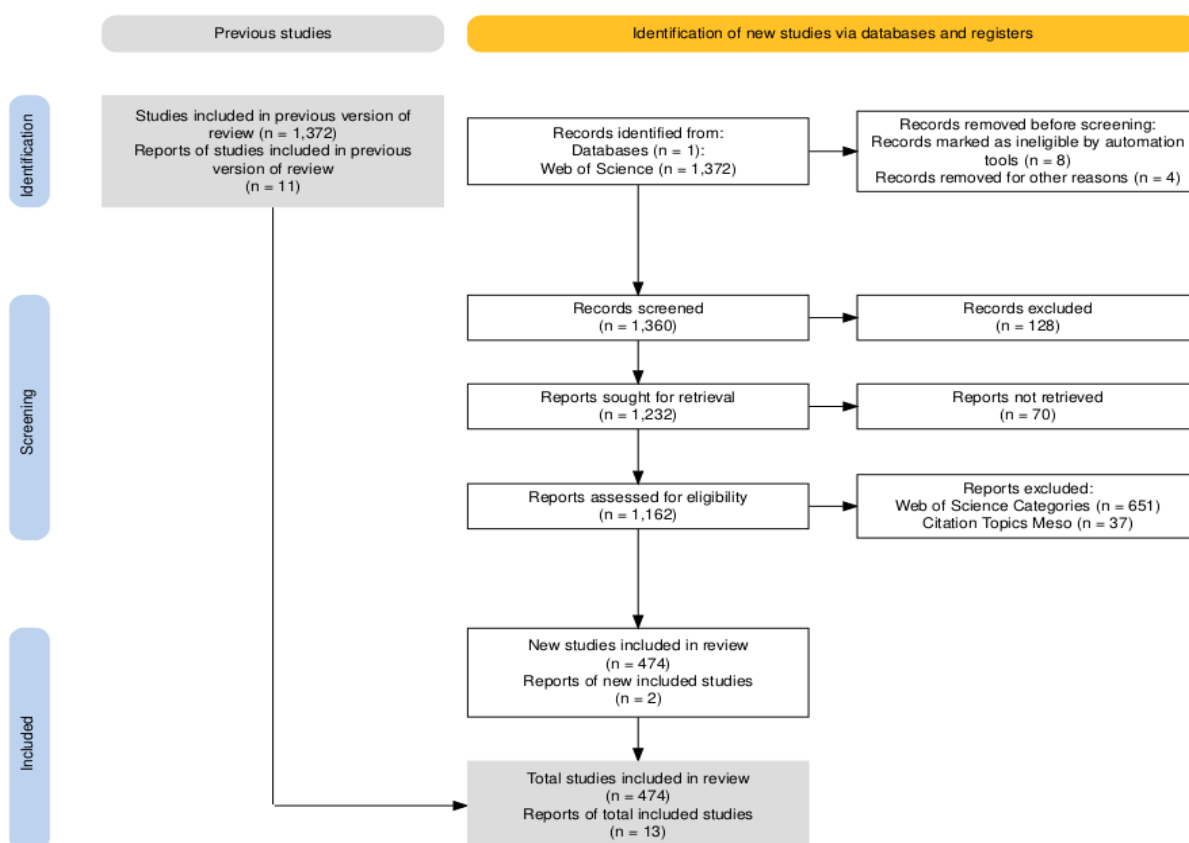 Previous studies
Identification of new studies via databases and registers
Identification
Studies included in previous version of
review (n = 1,372)
Reports of studies included in previous
version of review
(n = 11)
Records identified from:
Databases (n = 1):
Web of Science (n = 1,372)
Records removed before screening:
Records marked as ineligible by automation
tools (n = 8)
Records removed for other reasons (n = 4)
Screening
Records screened
(n = 1,360)
Records excluded
(n = 128)
Reports sought for retrieval
(n = 1,232)
Reports not retrieved
(n = 70)
Reports assessed for eligibility
(n = 1,162)
Reports excluded:
Web of Science Categories (n = 651)
Citation Topics Meso (n = 37)
Included
New studies included in review
(n = 474)
Reports of new included studies
(n = 2)
Total studies included in review
(n = 474)
Reports of total included studies
(n = 13)